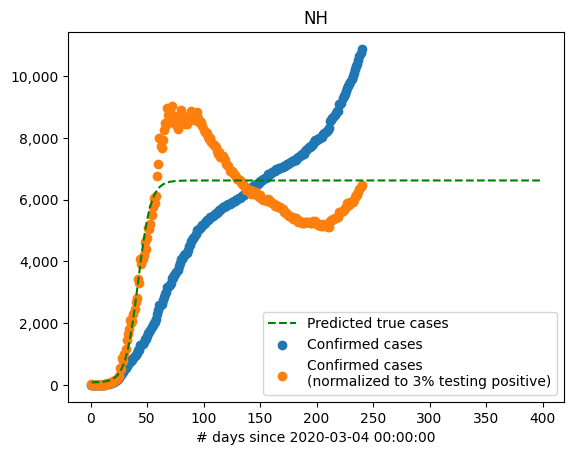 NH
10,000
8,000
6,000
4,000
2,000
0
Predicted true cases
Confirmed cases
Confirmed cases
(normalized to 3% testing positive)
0 50 100 150 200 250 300 350 400
# days since 2020-03-04 00:00:00